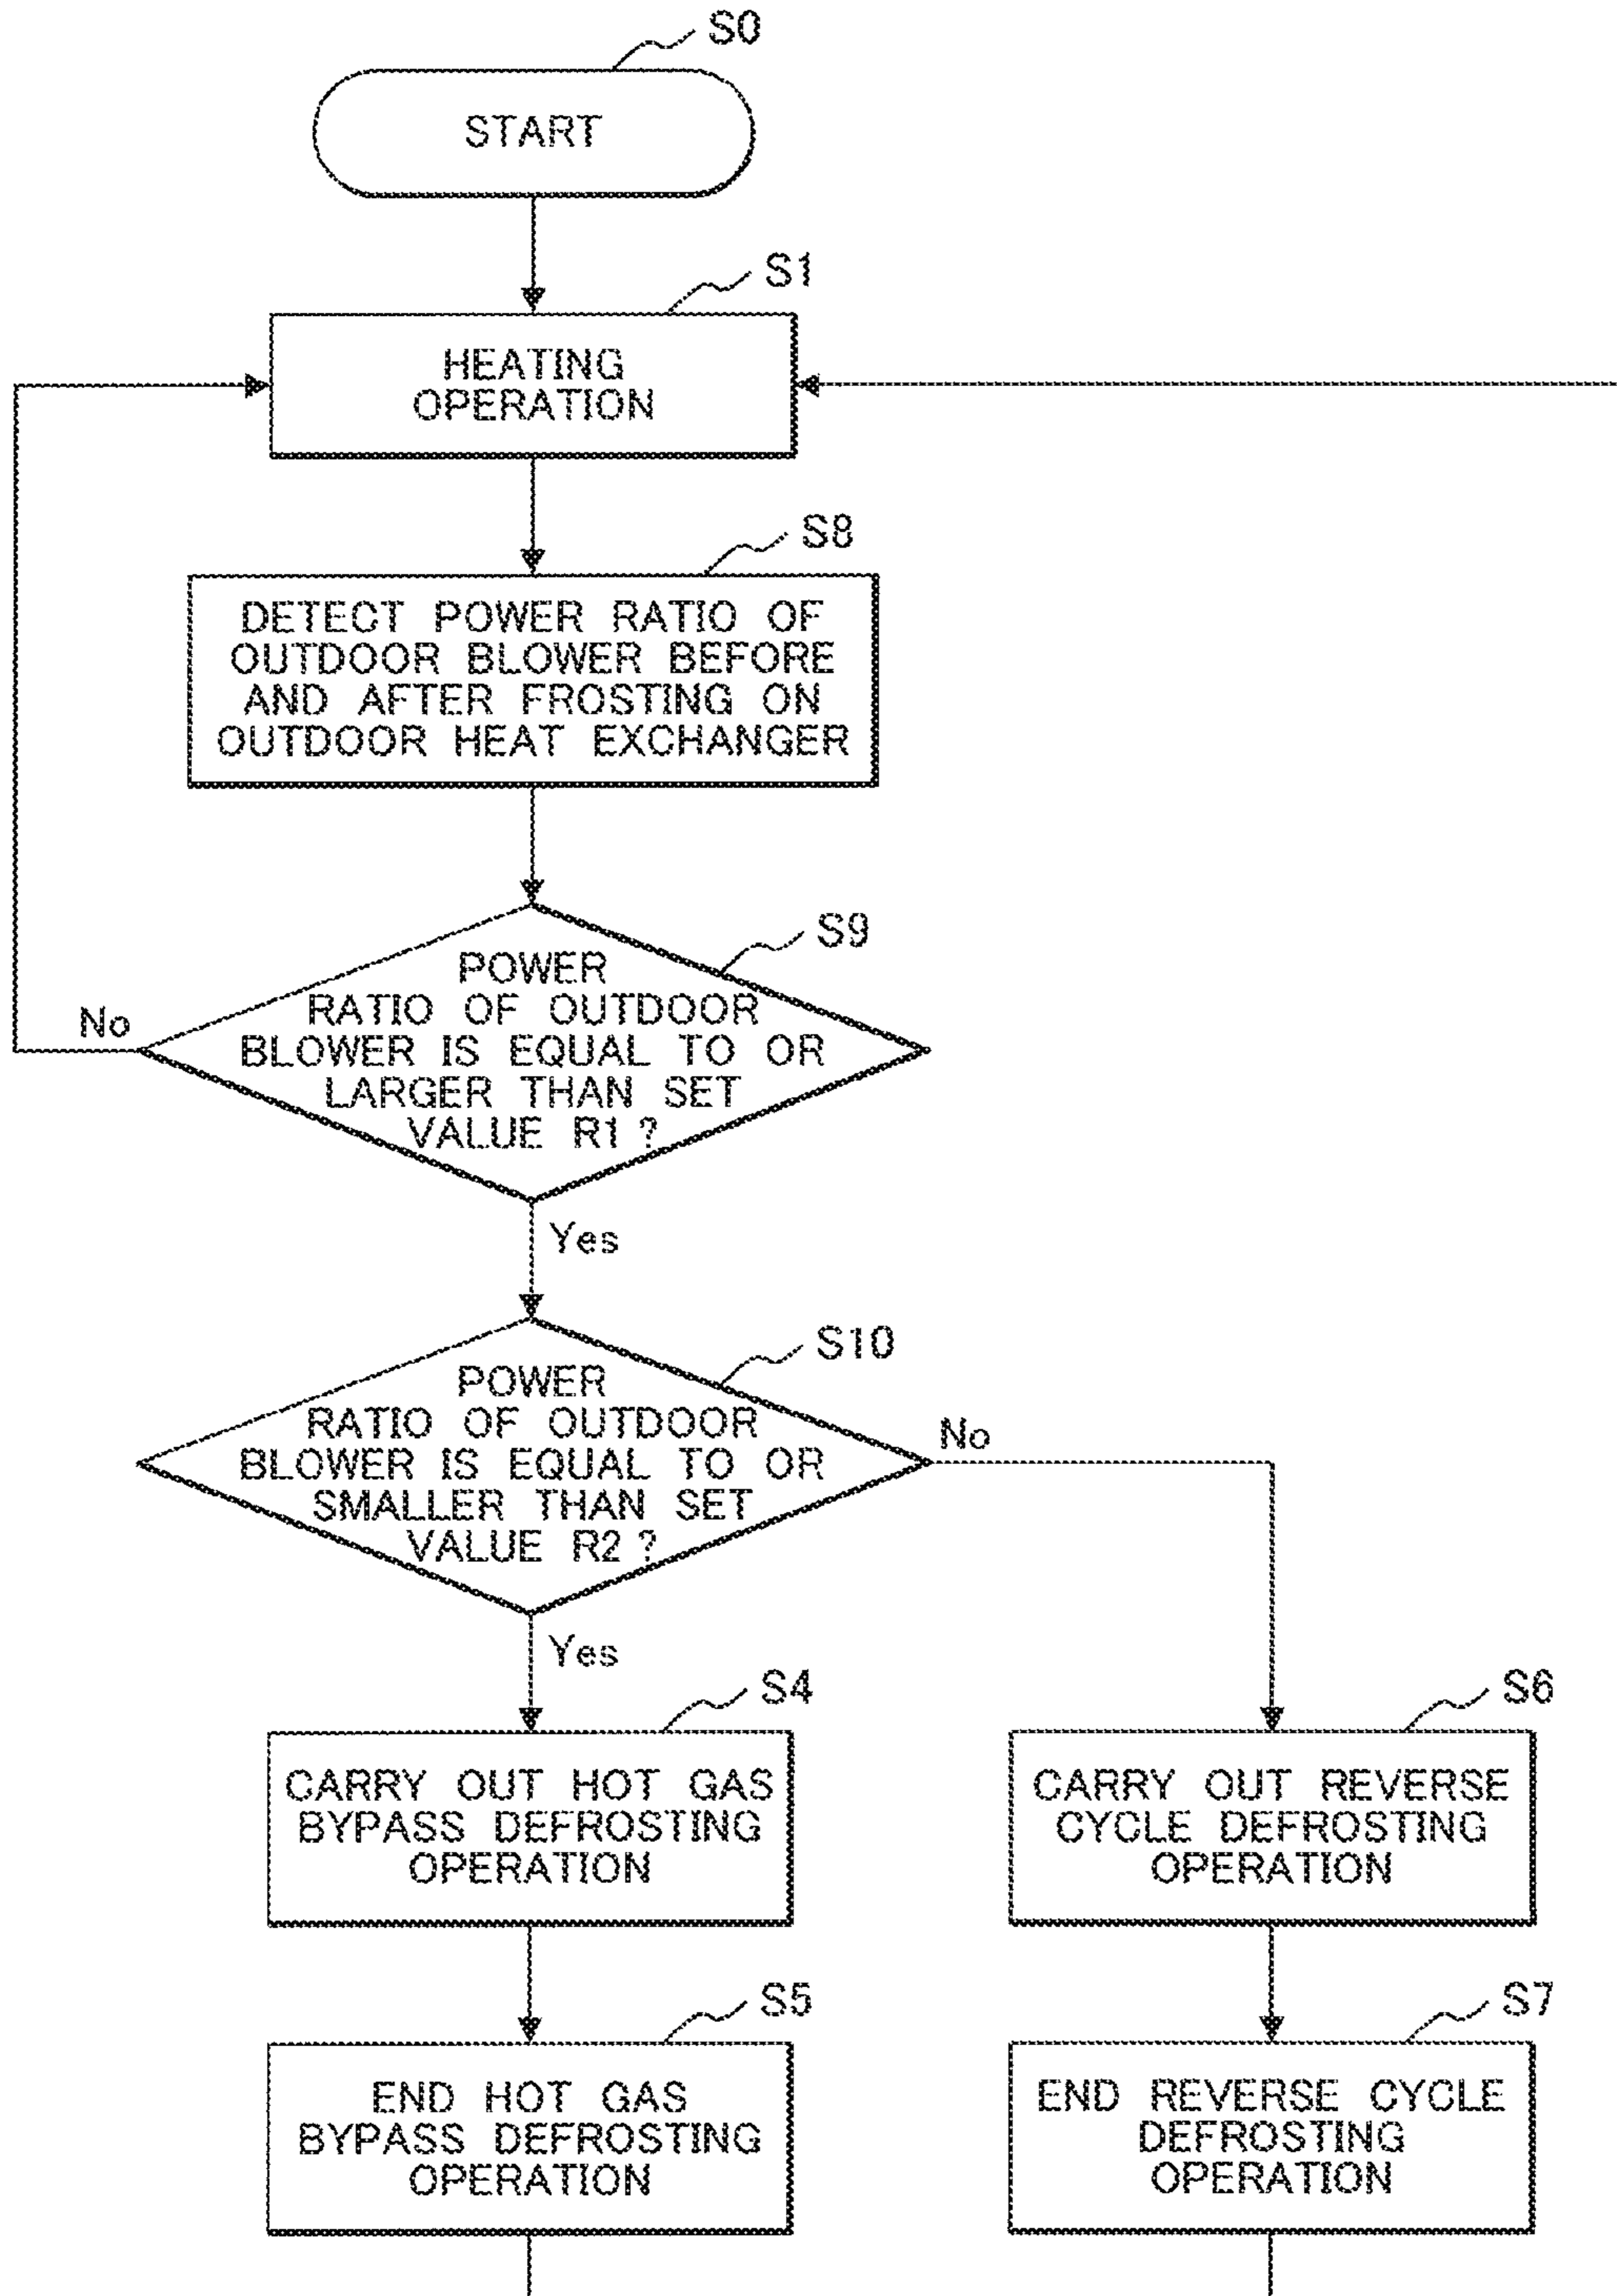 S0
START
S1
HEATING
OPERATION
S8
DETECT POWER RATIO OF
OUTDOOR BLOWER BEFORE
AND AFTER FROSTING ON
OUTDOOR HEAT EXCHANGER
S9
POWER
RATIO OF OUTDOOR
BLOWER IS EQUAL TO OR
LARGER THAN SET
VALUE R1 ?
No
Yes
S10
POWER
RATIO OF OUTDOOR
BLOWER IS EQUAL TO OR
SMALLER THAN SET
VALUE R2 ?
No
Yes
S4
CARRY OUT HOT GAS
BYPASS DEFROSTING
OPERATION
S6
CARRY OUT REVERSE
CYCLE DEFROSTING
OPERATION
S5
END HOT GAS
BYPASS DEFROSTING
OPERATION
S7
END REVERSE CYCLE
DEFROSTING
OPERATION